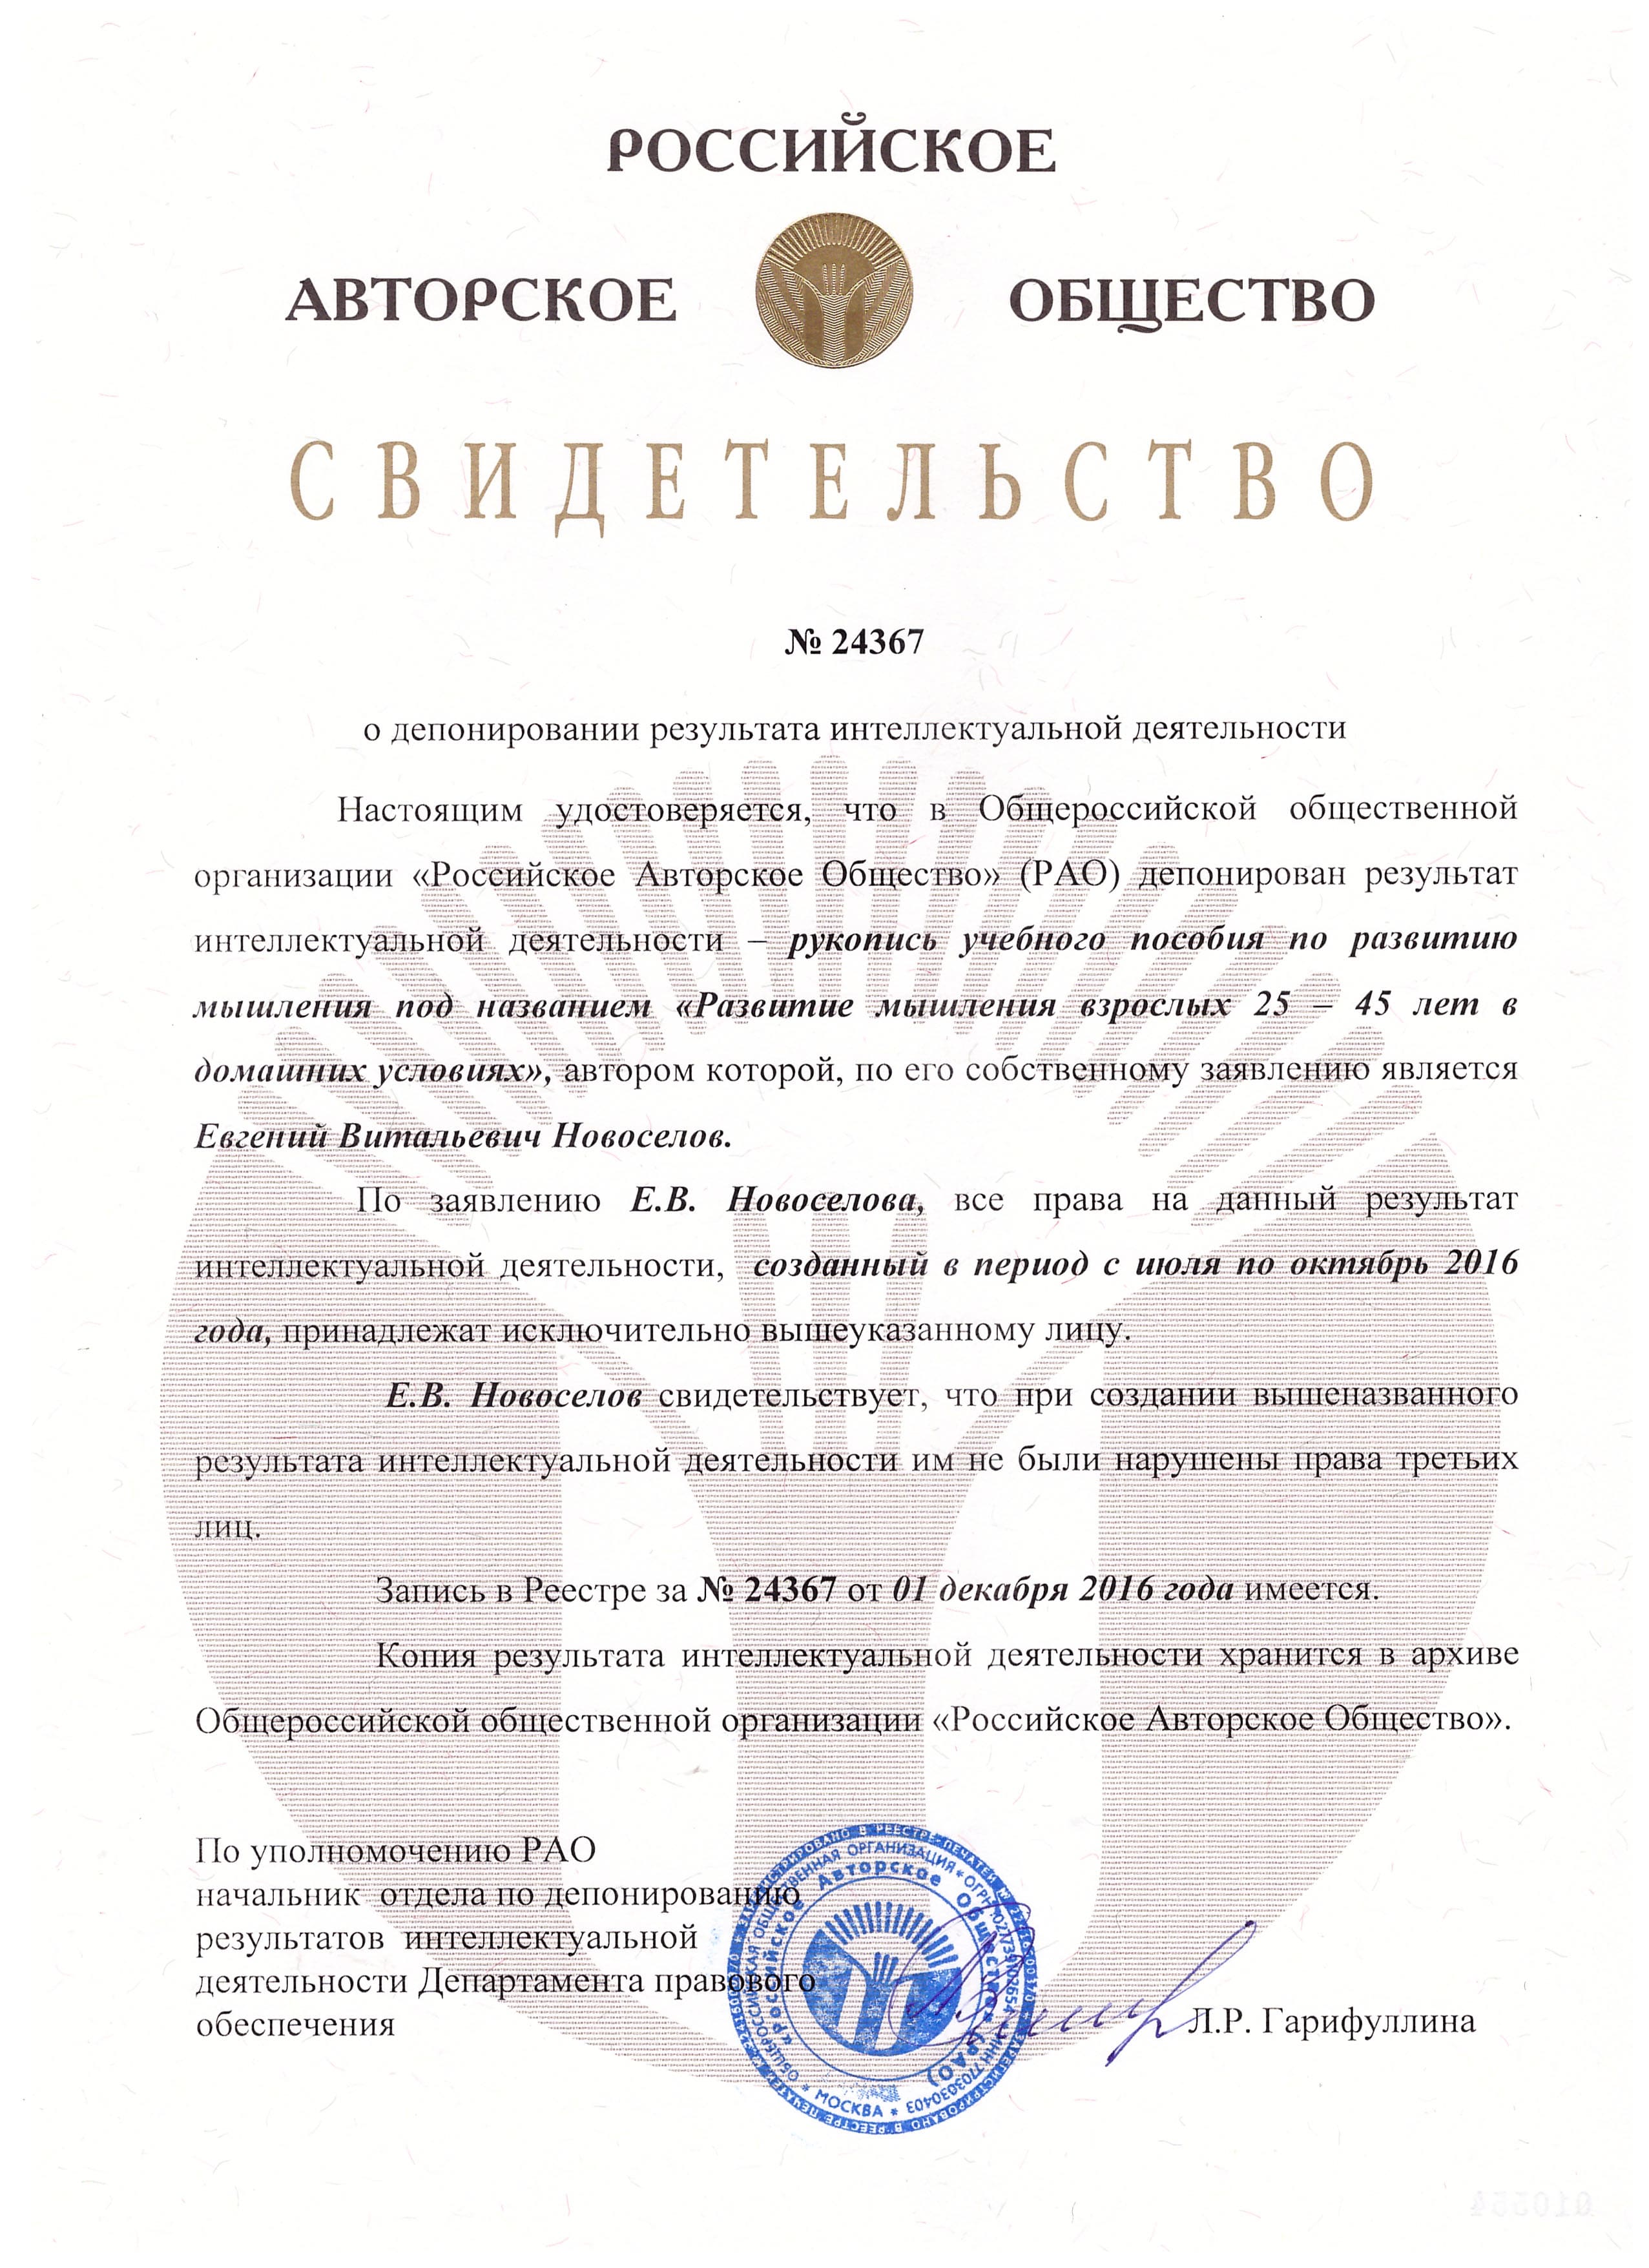 РОССИЙСКОЕ
АВТОРСКОЕ ОБЩЕСТВО
СВИДЕТЕЛЬСТВО
№ 24367
о депонировании результата интеллектуальной деятельности
Настоящим удостоверяется, что в Общероссийской общественной
организации «Российское Авторское Общество» (РАО) депонирован результат
интеллектуальной деятельности – рукопись учебного пособия по развитию
мышления под названием «Развитие мышления взрослых 25 – 45 лет в
домашних условиях», автором которой, по его собственному заявлению является
Евгений Витальевич Новоселов.
По заявлению Е.В. Новоселова, все права на данный результат
интеллектуальной деятельности, созданный в период с июля по октябрь 2016
года, принадлежат исключительно вышеуказанному лицу.
Е.В. Новоселов свидетельствует, что при создании вышеназванного
результата интеллектуальной деятельности им не были нарушены права третьих
лиц.
Запись в Реестре за № 24367 от 01 декабря 2016 года имеется.
Копия результата интеллектуальной деятельности хранится в архиве
Общероссийской общественной организации «Российское Авторское Общество».
По уполномочению РАО
начальник отдела по депонированию
результатов интеллектуальной
деятельности Департамента правового
обеспечения
Л.Р. Гарифуллина
ОБЩЕРОССИЙСКАЯ ОБЩЕСТВЕННАЯ ОРГАНИЗАЦИЯ
Российское Авторское Общество (РАО)
* МОСКВА *